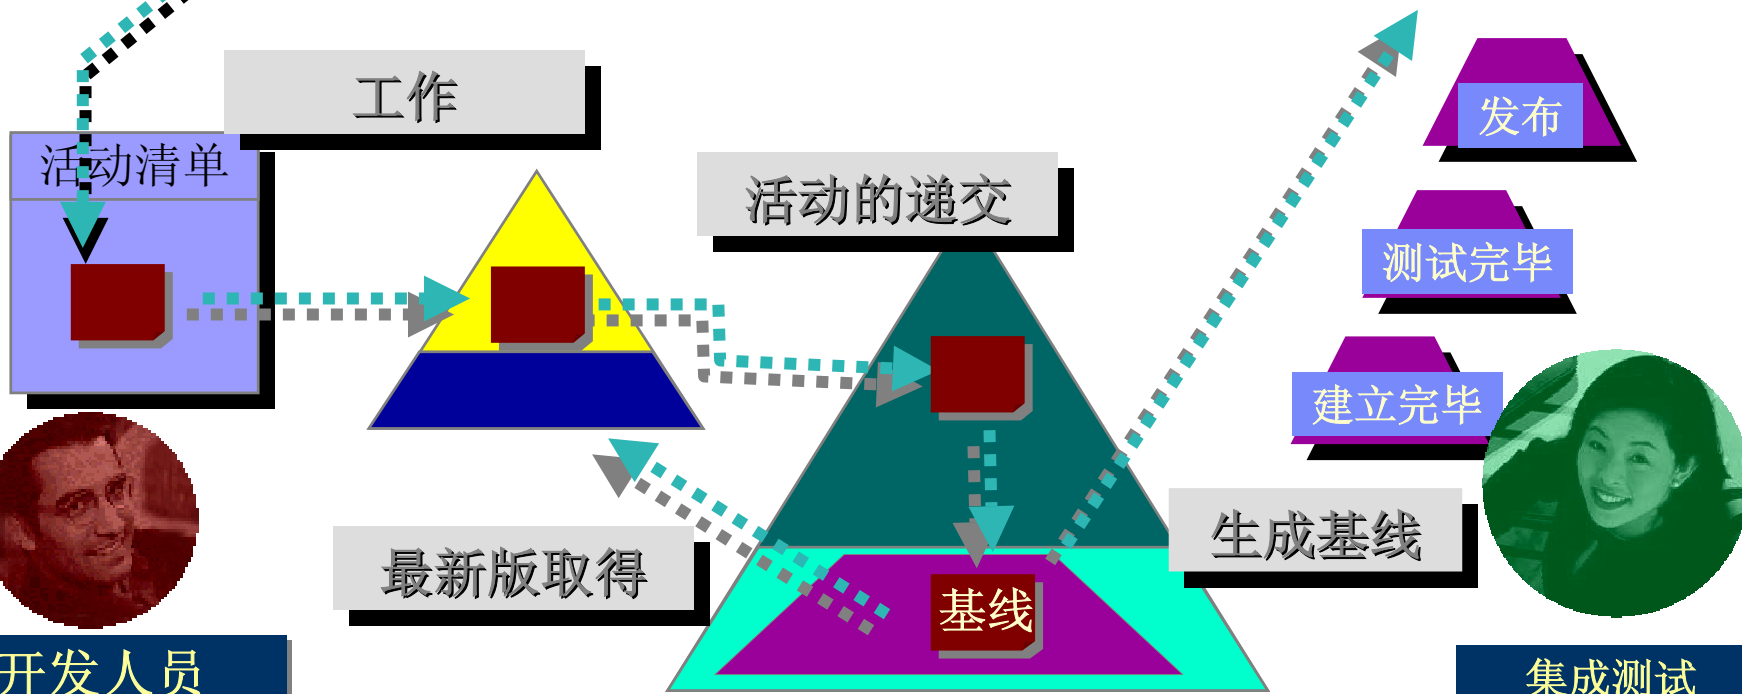 工作
发布
活动清单
活动的递交
测试完毕
建立完毕
生成基线
最新版取得
基线
开发人员
集成测试